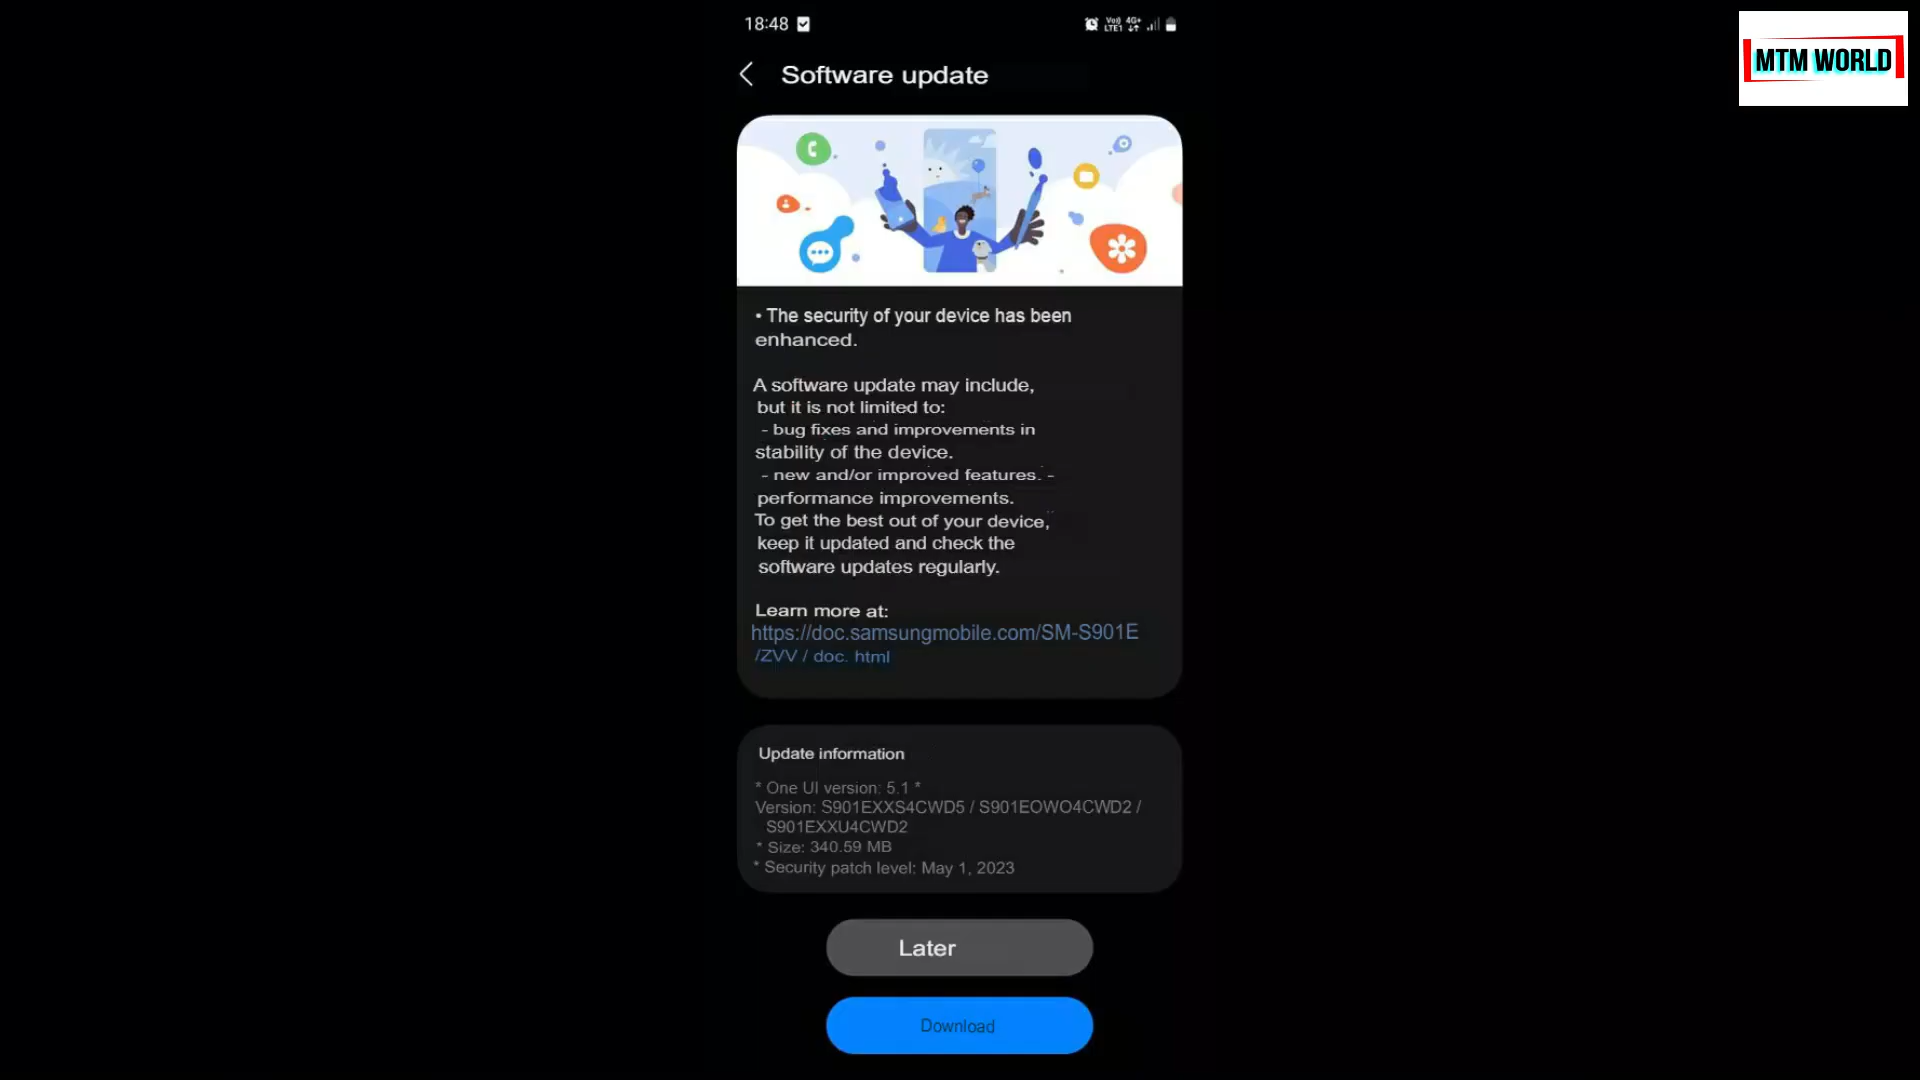 18:48
Vo)) 4G+
LTE1
MTM WORLD
Software update
• The security of your device has been
enhanced.
A software update may include,
but it is not limited to:
- bug fixes and improvements in
stability of the device.
- new and/or improved features. -
performance improvements.
To get the best out of your device,
keep it updated and check the
software updates regularly.
Learn more at:
https://doc.samsungmobile.com/SM-S901E
/ZVV / doc. html
Update information
* One UI version: 5.1 *
Version: S901EXXS4CWD5 / S901EOWO4CWD2 /
S901EXXU4CWD2
* Size: 340.59 MB
* Security patch level: May 1, 2023
Later
Download